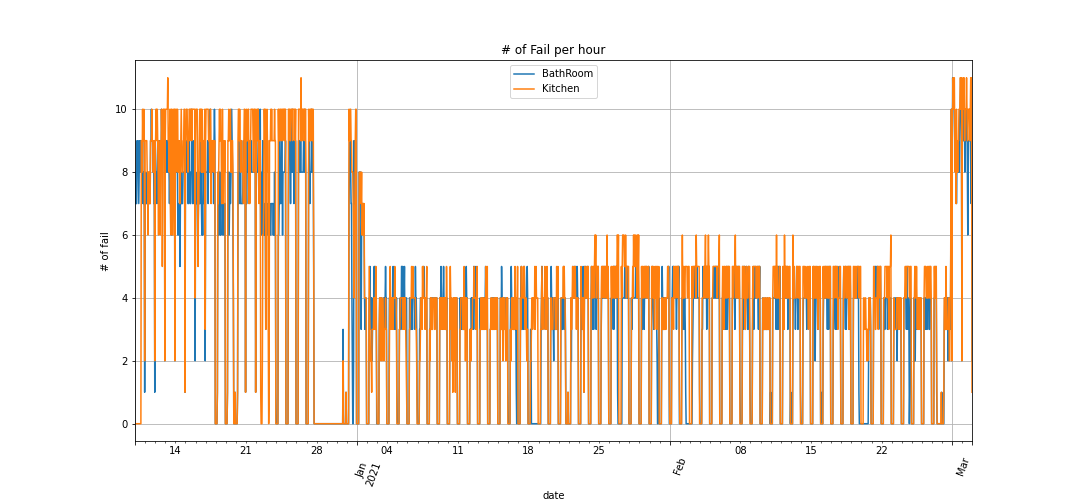 # of Fail per hour
BathRoom
Kitchen
# of fail
10
8
6
4
2
0
14
21
28
Jan
2021
04
11
18
25
Feb
08
15
22
Mar
date